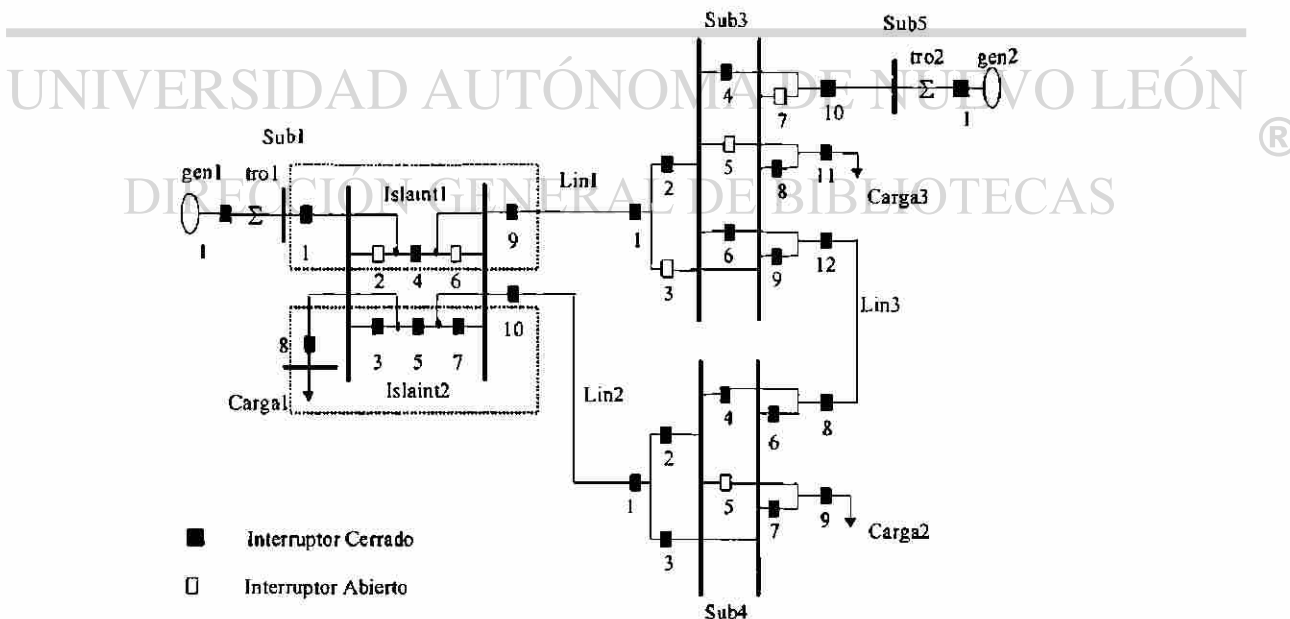 Sub3
Sub5
UNIVERSIDAD AUTÓNOMA DE NUEVO LEÓN
®
DIRECCIÓN GENERAL DE BIBLIOTECAS
tro2
gen2
4
7
10
Σ
1
Sub1
gen1
tro1
Islaint1
Lin1
2
5
8
11
Carga3
Σ
1
1
2
4
6
9
1
3
6
9
12
Lin3
8
3
5
7
10
Carga1
Islaint2
Lin2
4
6
8
2
1
5
7
9
Carga2
3
Interruptor Cerrado
Interruptor Abierto
Sub4